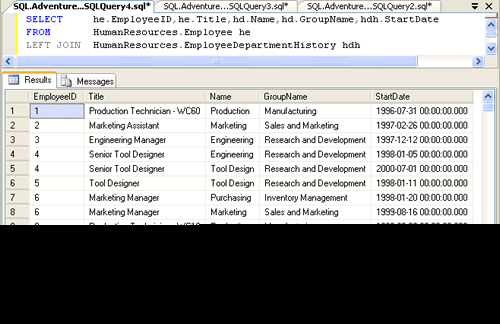 SQL.Adventure...SQLQuery4.sql* SQL.Adventure...SQLQuery3.sql* SQL.Adventure...SQLQuery2.sql*
SELECT he.EmployeeID,he.Title,hd.Name,hd.GroupName,hdh.StartDate
FROM HumanResources.Employee he
LEFT JOIN HumanResources.EmployeeDepartmentHistory hdh
Results Messages
EmployeeID Title Name GroupName StartDate
1 1 Production Technician - WC60 Production Manufacturing 1996-07-31 00:00:00.000
2 2 Marketing Assistant Marketing Sales and Marketing 1997-02-26 00:00:00.000
3 3 Engineering Manager Engineering Research and Development 1997-12-12 00:00:00.000
4 4 Senior Tool Designer Engineering Research and Development 1998-01-05 00:00:00.000
5 4 Senior Tool Designer Tool Design Research and Development 2000-07-01 00:00:00.000
6 5 Tool Designer Tool Design Research and Development 1998-01-11 00:00:00.000
7 6 Marketing Manager Purchasing Inventory Management 1998-01-20 00:00:00.000
8 6 Marketing Manager Marketing Sales and Marketing 1999-08-16 00:00:00.000